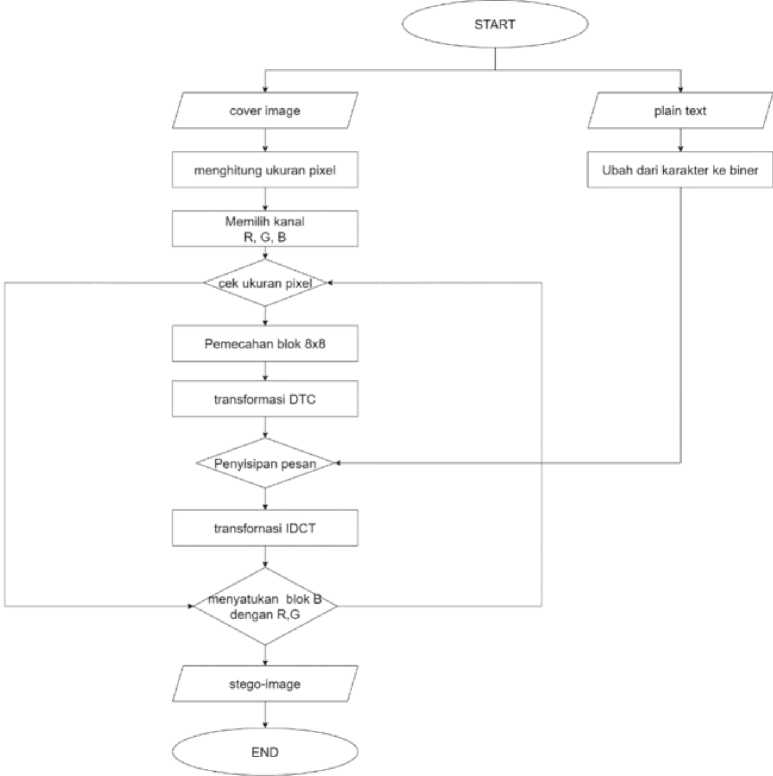 START
cover image
plain text
menghitung ukuran pixel
Ubah dari karakter ke biner
Memilih kanal
R, G, B
cek ukuran pixel
Pemecahan blok 8x8
transformasi DTC
Penyisipan pesan
transfornasi IDCT
menyatukan blok B
dengan R,G
stego-image
END